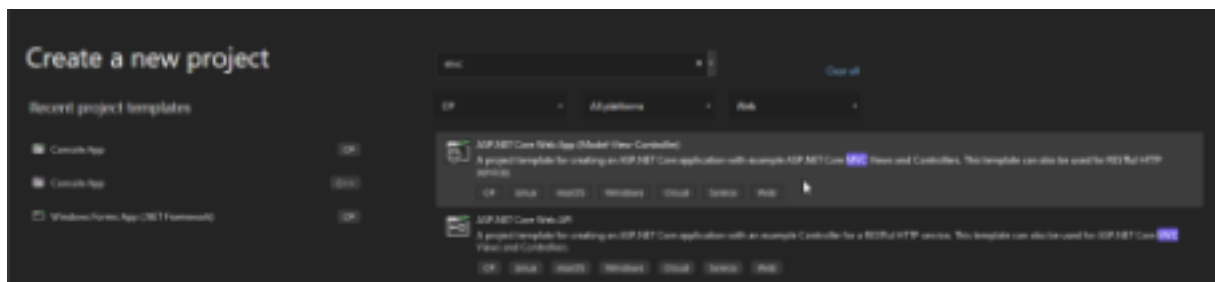 Create a new project
mvc
Clear all
Recent project templates
C#
All platforms
Web
Console App
C#
Console App
C++
Windows Forms App (.NET Framework)
C#
ASP.NET Core Web App (Model-View-Controller)
A project template for creating an ASP.NET Core application with example ASP.NET Core MVC Views and Controllers. This template can also be used for RESTful HTTP
services.
C# Linux macOS Windows Cloud Service Web
ASP.NET Core Web API
A project template for creating an ASP.NET Core application with an example Controller for a RESTful HTTP service. This template can also be used for ASP.NET Core MVC
Views and Controllers.
C# Linux macOS Windows Cloud Service Web